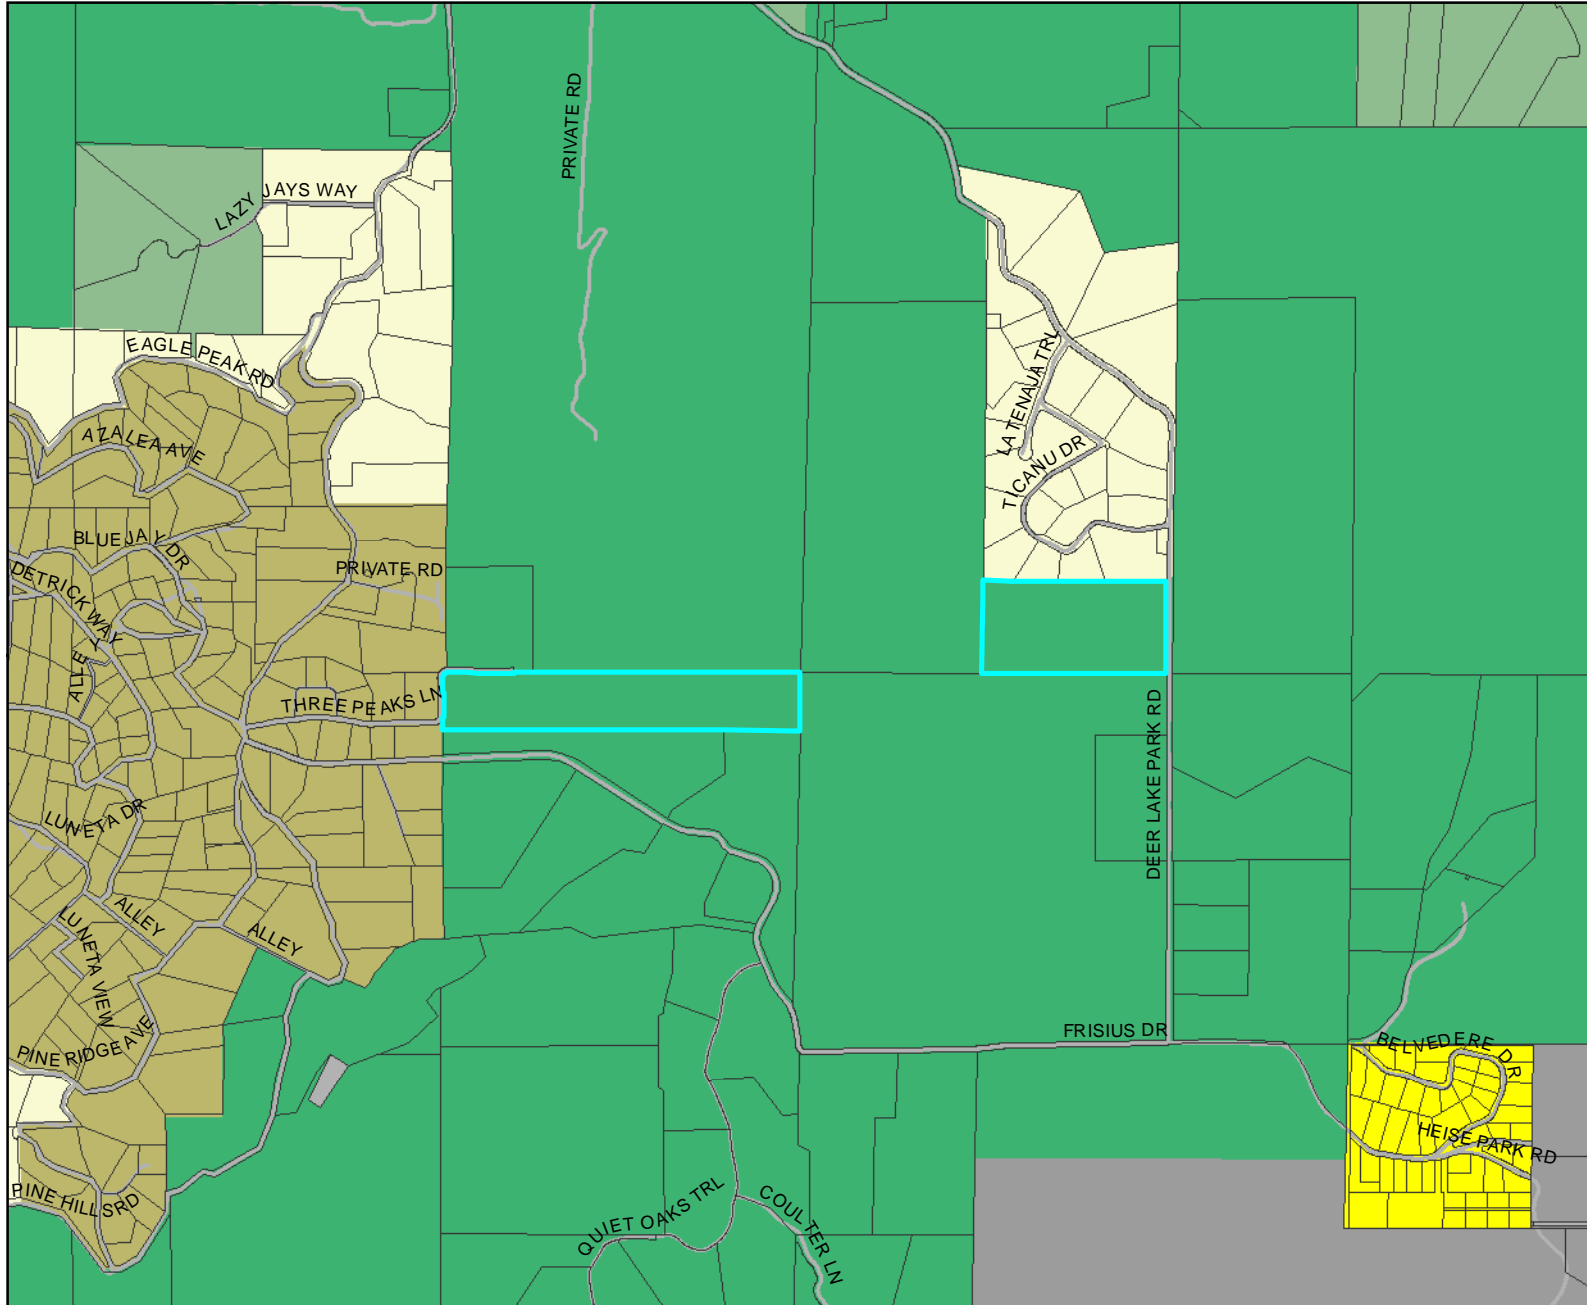 PRIVATE RD
LAZY JAYS WAY
EAGLE PEAK RD
LA TENAJA TRL
AZALEA AVE
TICANU DR
BLUE JAY DR
PRIVATE RD
DETRICK WAY
ALLEY
THREE PEAKS LN
DEER LAKE PARK RD
LUNETA DR
ALLEY
LUNETA VIEW
ALLEY
FRISIUS DR
PINE RIDGE AVE
BELVEDERE DR
HEISE PARK RD
PINE HILLS RD
QUIET OAKS TRL
COULTER LN